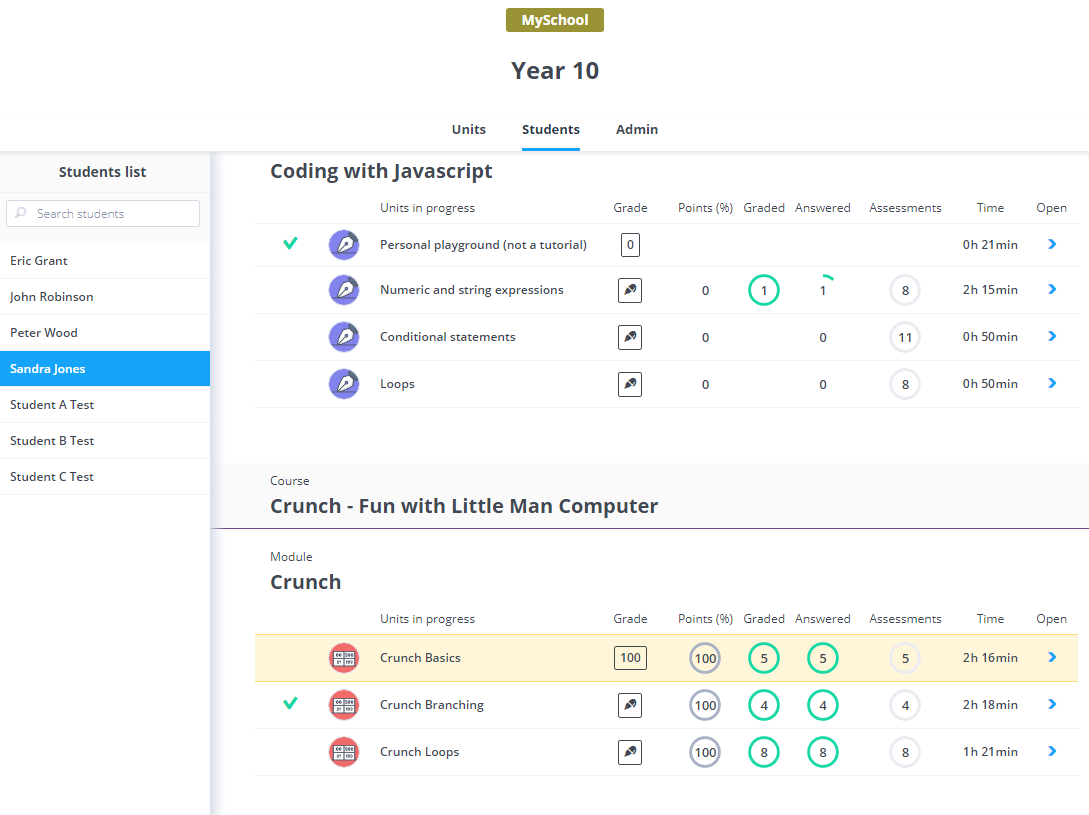 MySchool
Year 10
Units Students Admin
Students list
Search students
Eric Grant
John Robinson
Peter Wood
Sandra Jones
Student A Test
Student B Test
Student C Test
Coding with Javascript
Units in progress Grade Points (%) Graded Answered Assessments Time Open
Personal playground (not a tutorial) 0 0h 21min
Numeric and string expressions 0 1 1 8 2h 15min
Conditional statements 0 0 11 0h 50min
Loops 0 0 8 0h 50min
Course
Crunch - Fun with Little Man Computer
Module
Crunch
Units in progress Grade Points (%) Graded Answered Assessments Time Open
Crunch Basics 100 100 5 5 5 2h 16min
Crunch Branching 100 4 4 4 2h 18min
Crunch Loops 100 8 8 8 1h 21min